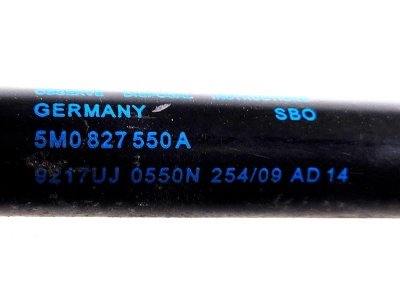 GERMANY SBO
5M0 827 550 A
9217UJ 0550N 254/09 AD 14